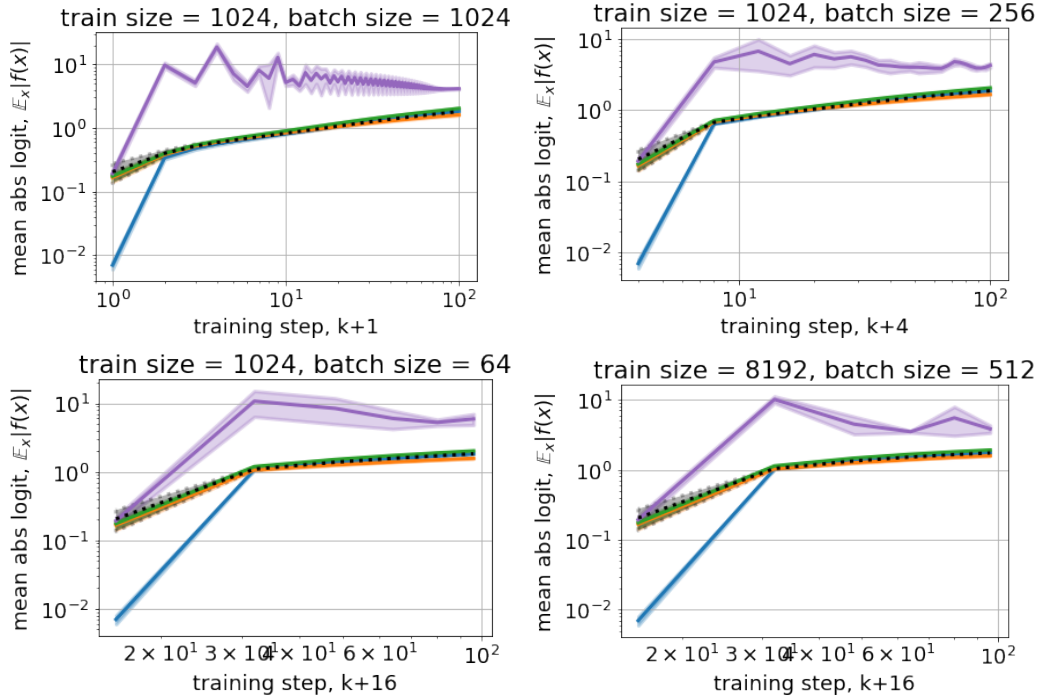 train size = 1024, batch size = 1024
mean abs logit, 𝔼ₓ|f(x)|
10¹
10⁰
10⁻¹
10⁻²
10⁰
10¹
10²
training step, k+1
train size = 1024, batch size = 256
mean abs logit, 𝔼ₓ|f(x)|
10¹
10⁰
10⁻¹
10⁻²
10¹
10²
training step, k+4
train size = 1024, batch size = 64
mean abs logit, 𝔼ₓ|f(x)|
10¹
10⁰
10⁻¹
10⁻²
2 × 10¹
3 × 10¹
4 × 10¹
6 × 10¹
10²
training step, k+16
train size = 8192, batch size = 512
mean abs logit, 𝔼ₓ|f(x)|
10¹
10⁰
10⁻¹
10⁻²
2 × 10¹
3 × 10¹
4 × 10¹
6 × 10¹
10²
training step, k+16